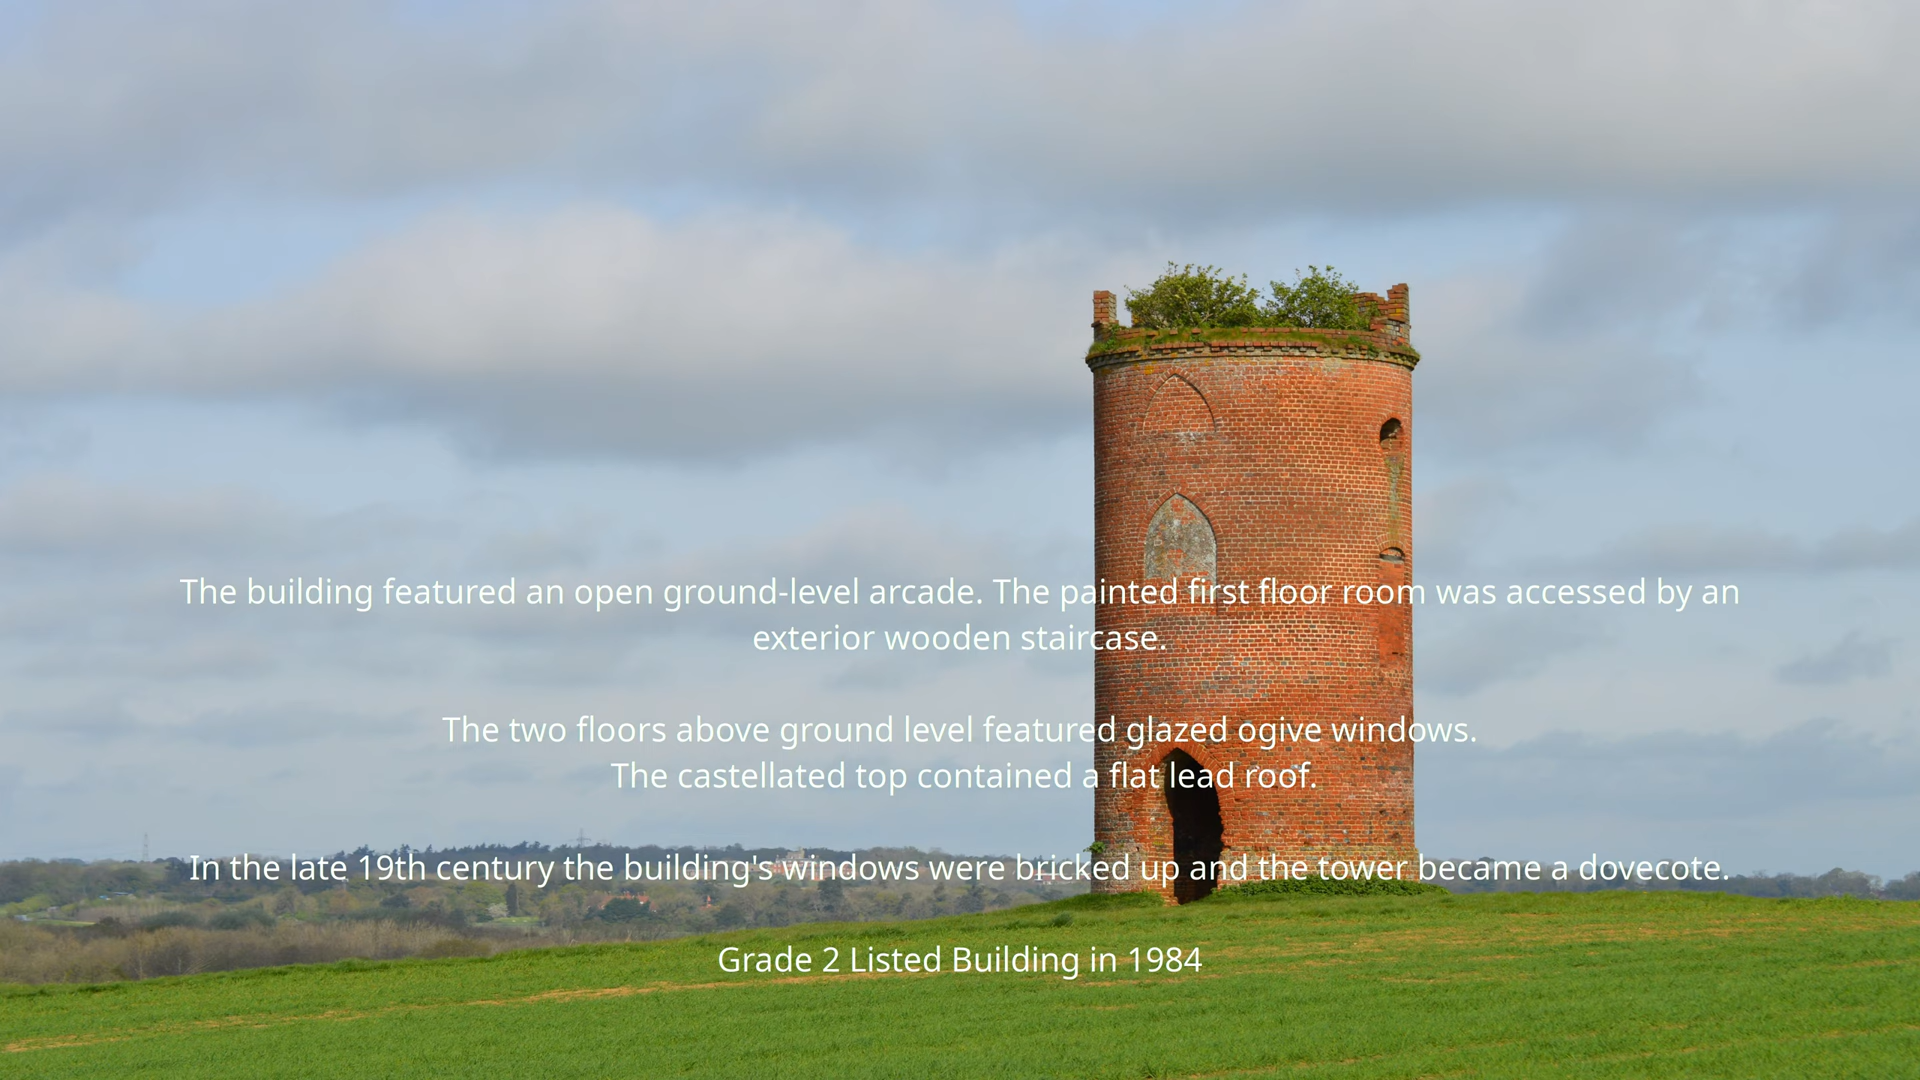 The building featured an open ground-level arcade. The painted first floor room was accessed by an
exterior wooden staircase.
The two floors above ground level featured glazed ogive windows.
The castellated top contained a flat lead roof.
In the late 19th century the building's windows were bricked up and the tower became a dovecote.
Grade 2 Listed Building in 1984